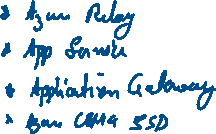 * Azure Relay
* App Service
* Application Gateway
* Azure SSD